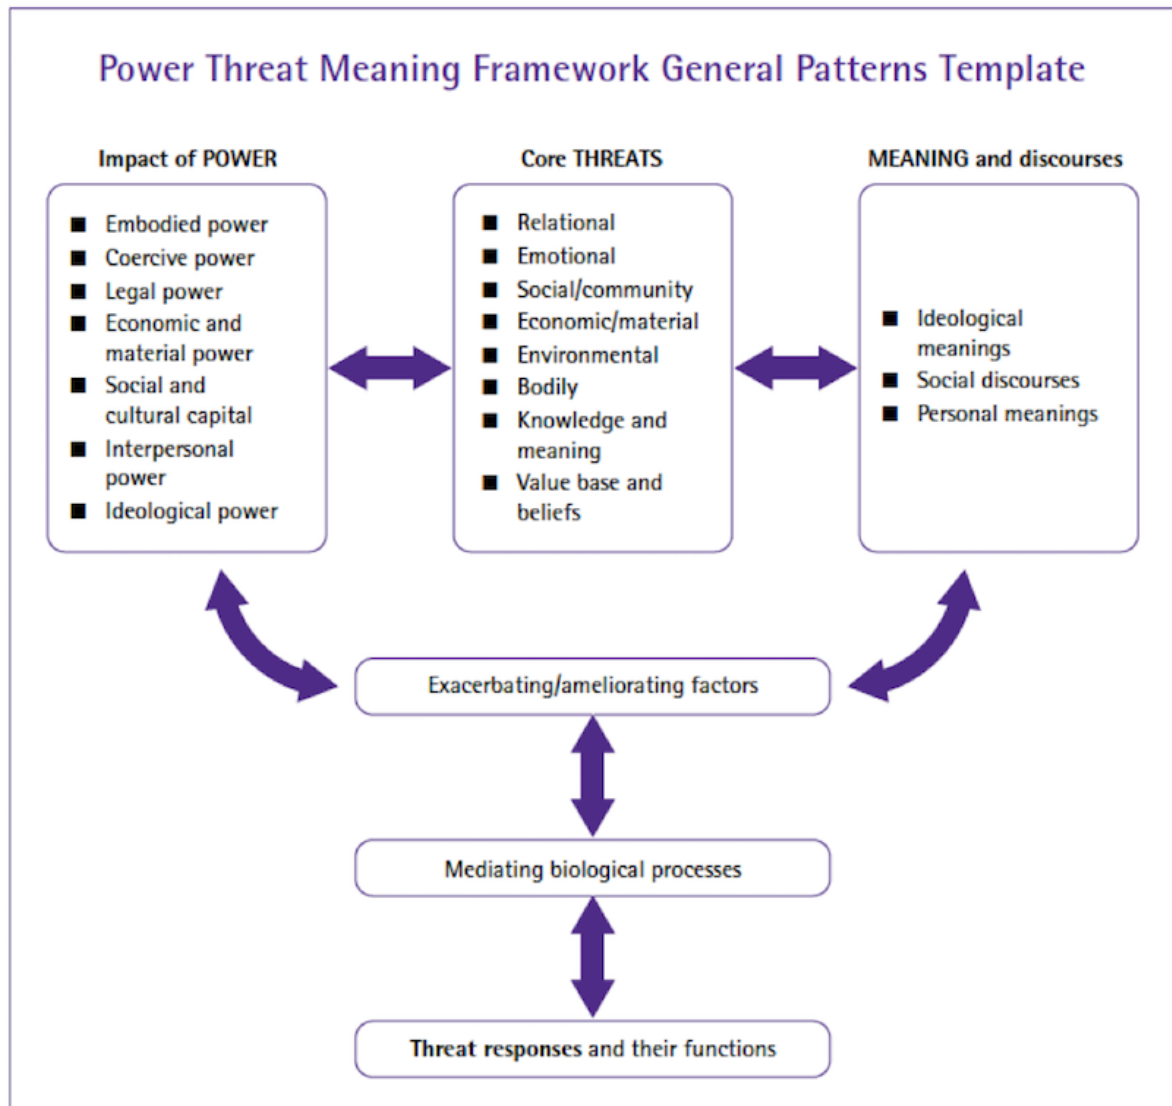 Power Threat Meaning Framework General Patterns Template
Impact of POWER
■ Embodied power
■ Coercive power
■ Legal power
■ Economic and
material power
■ Social and
cultural capital
■ Interpersonal
power
■ Ideological power
Core THREATS
■ Relational
■ Emotional
■ Social/community
■ Economic/material
■ Environmental
■ Bodily
■ Knowledge and
meaning
■ Value base and
beliefs
MEANING and discourses
■ Ideological
meanings
■ Social discourses
■ Personal meanings
Exacerbating/ameliorating factors
Mediating biological processes
Threat responses and their functions